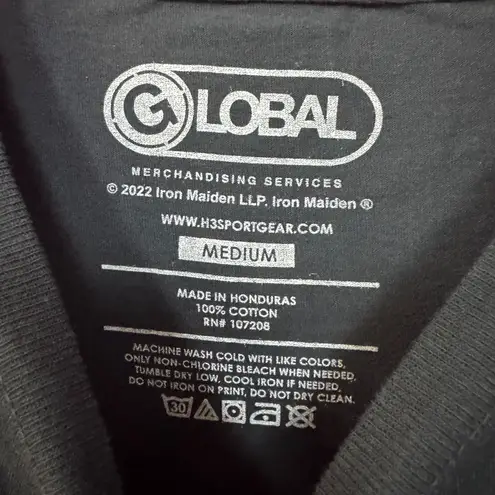 GLOBAL
MERCHANDISING SERVICES
© 2022 Iron Maiden LLP. Iron Maiden ®
WWW.H3SPORTGEAR.COM
MEDIUM
MADE IN HONDURAS
100% COTTON
RN# 107208
MACHINE WASH COLD WITH LIKE COLORS,
ONLY NON-CHLORINE BLEACH WHEN NEEDED,
TUMBLE DRY LOW, COOL IRON IF NEEDED,
DO NOT IRON ON PRINT, DO NOT DRY CLEAN.
30